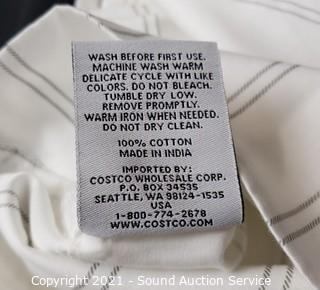 WASH BEFORE FIRST USE.
MACHINE WASH WARM
DELICATE CYCLE WITH LIKE
COLORS. DO NOT BLEACH.
TUMBLE DRY LOW.
REMOVE PROMPTLY.
WARM IRON WHEN NEEDED.
DO NOT DRY CLEAN.
100% COTTON
MADE IN INDIA
IMPORTED BY:
COSTCO WHOLESALE CORP.
P.O. BOX 34535
SEATTLE, WA 98124-1535
USA
1-800-774-2678
WWW.COSTCO.COM
Copyright 2021 - Sound Auction Service